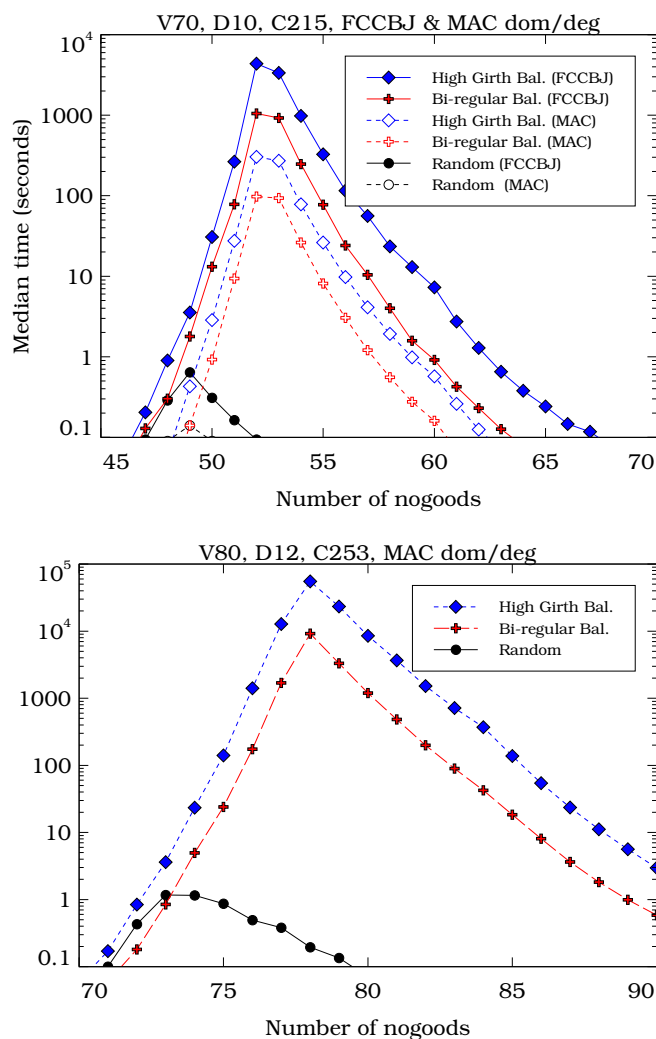 V70, D10, C215, FCCBJ & MAC dom/deg
10^4
1000
100
10
1
0.1
Median time (seconds)
High Girth Bal. (FCCBJ)
Bi-regular Bal. (FCCBJ)
High Girth Bal. (MAC)
Bi-regular Bal. (MAC)
Random (FCCBJ)
Random (MAC)
45 50 55 60 65 70
Number of nogoods
V80, D12, C253, MAC dom/deg
10^5
10^4
1000
100
10
1
0.1
High Girth Bal.
Bi-regular Bal.
Random
70 75 80 85 90
Number of nogoods